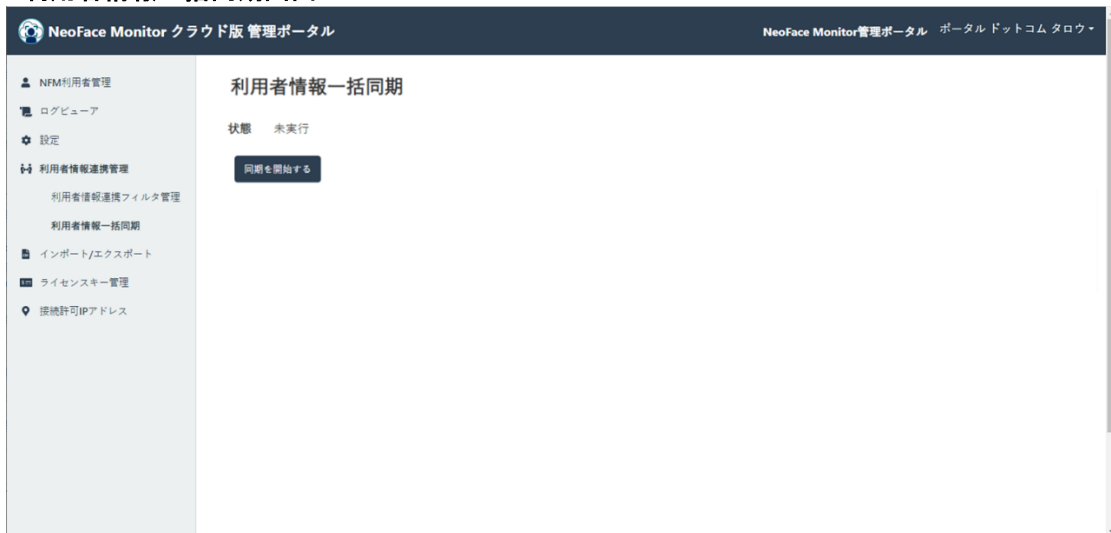 NeoFace Monitor クラウド版 管理ポータル
NeoFace Monitor管理ポータル ポータル ドットコム タロウ
NFM利用者管理
ログビューア
設定
利用者情報連携管理
利用者情報連携フィルタ管理
利用者情報一括同期
インポート/エクスポート
ライセンスキー管理
接続許可IPアドレス
利用者情報一括同期
状態 未実行
同期を開始する